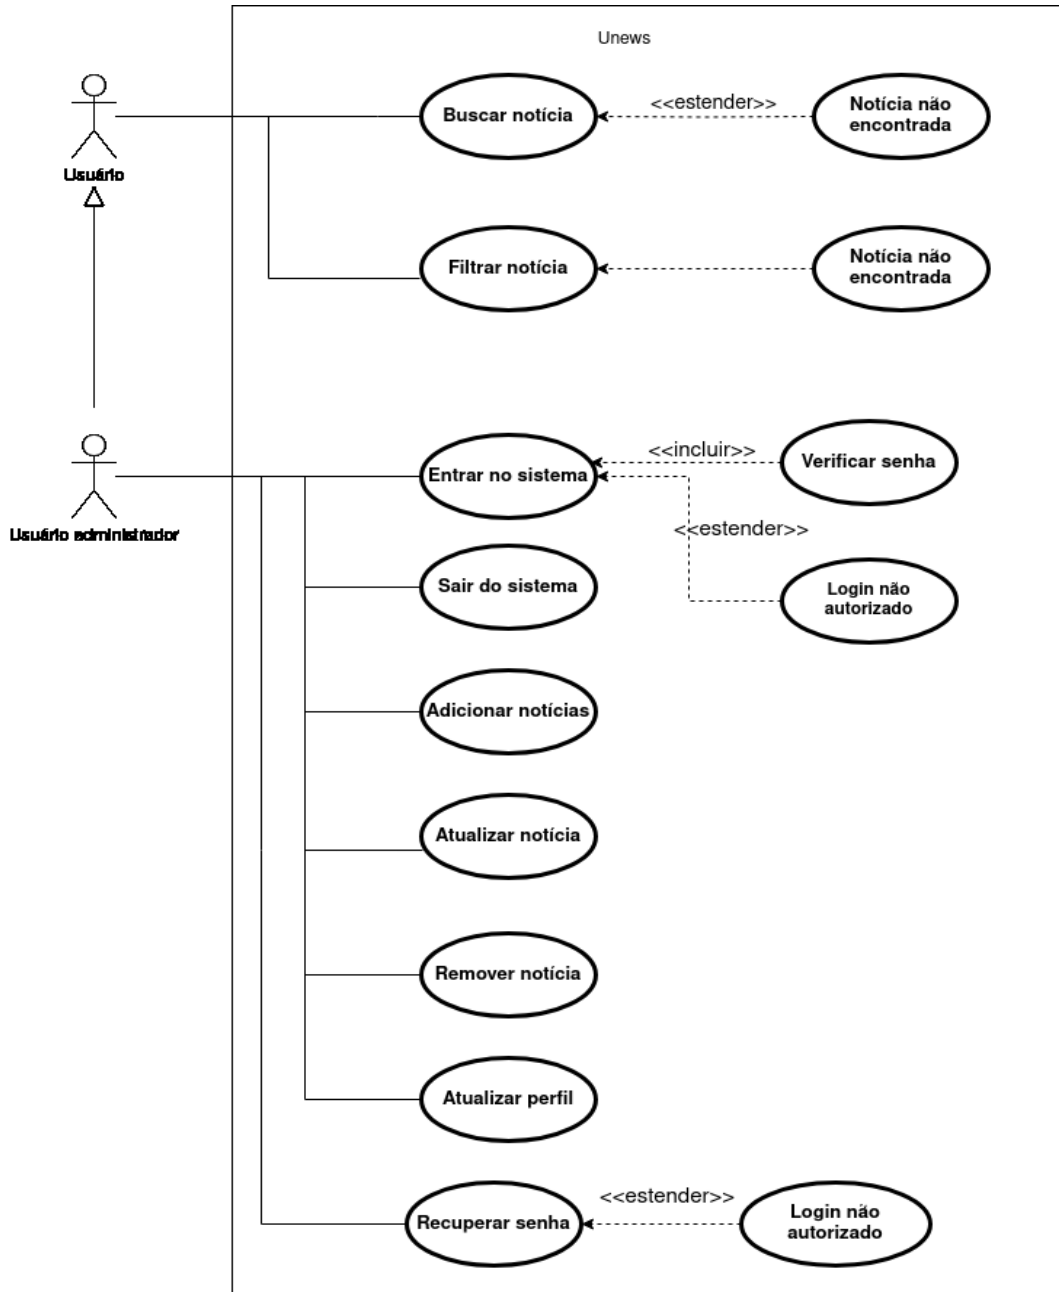 Unews
Buscar notícia
<<estender>>
Notícia não
encontrada
Usuário
Filtrar notícia
Notícia não
encontrada
Entrar no sistema
<<incluir>>
Verificar senha
Usuário administrador
<<estender>>
Sair do sistema
Login não
autorizado
Adicionar notícias
Atualizar notícia
Remover notícia
Atualizar perfil
Recuperar senha
<<estender>>
Login não
autorizado